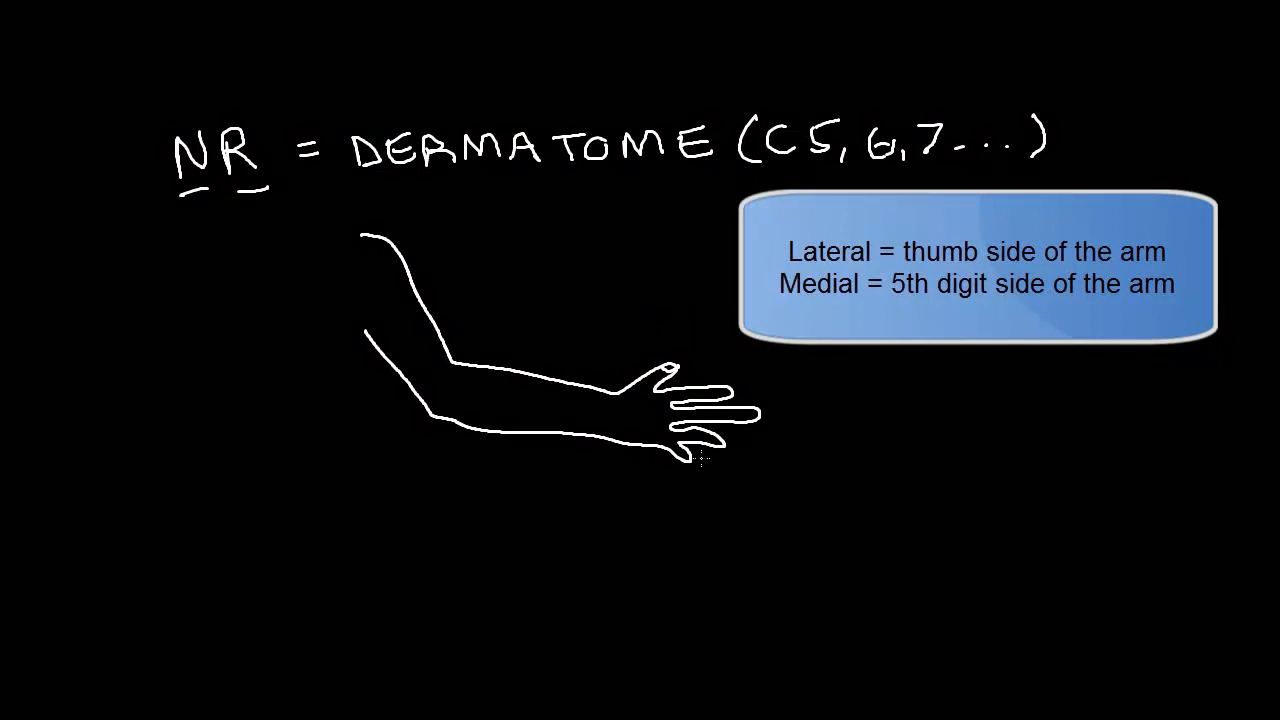 NR = DERMATOME (C5, 6, 7-...)
Lateral = thumb side of the arm
Medial = 5th digit side of the arm